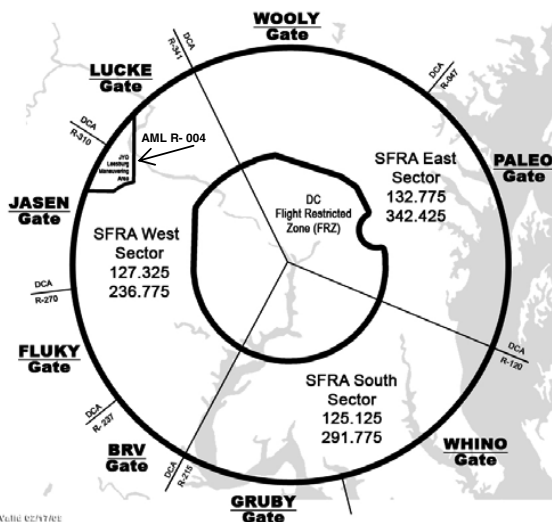 WOOLY
Gate
DCA
R-341
LUCKE
Gate
DCA
R-047
DCA
R-310
AML R- 004
JYO
Leesburg
Maneuvering
Area
SFRA East
Sector
132.775
342.425
PALEO
Gate
DC
Flight Restricted
Zone (FRZ)
JASEN
Gate
SFRA West
Sector
127.325
236.775
DCA
R-270
FLUKY
Gate
DCA
R-120
SFRA South
Sector
125.125
291.775
DCA
R- 237
BRV
Gate
DCA
R-215
WHINO
Gate
GRUBY
Gate
Valid